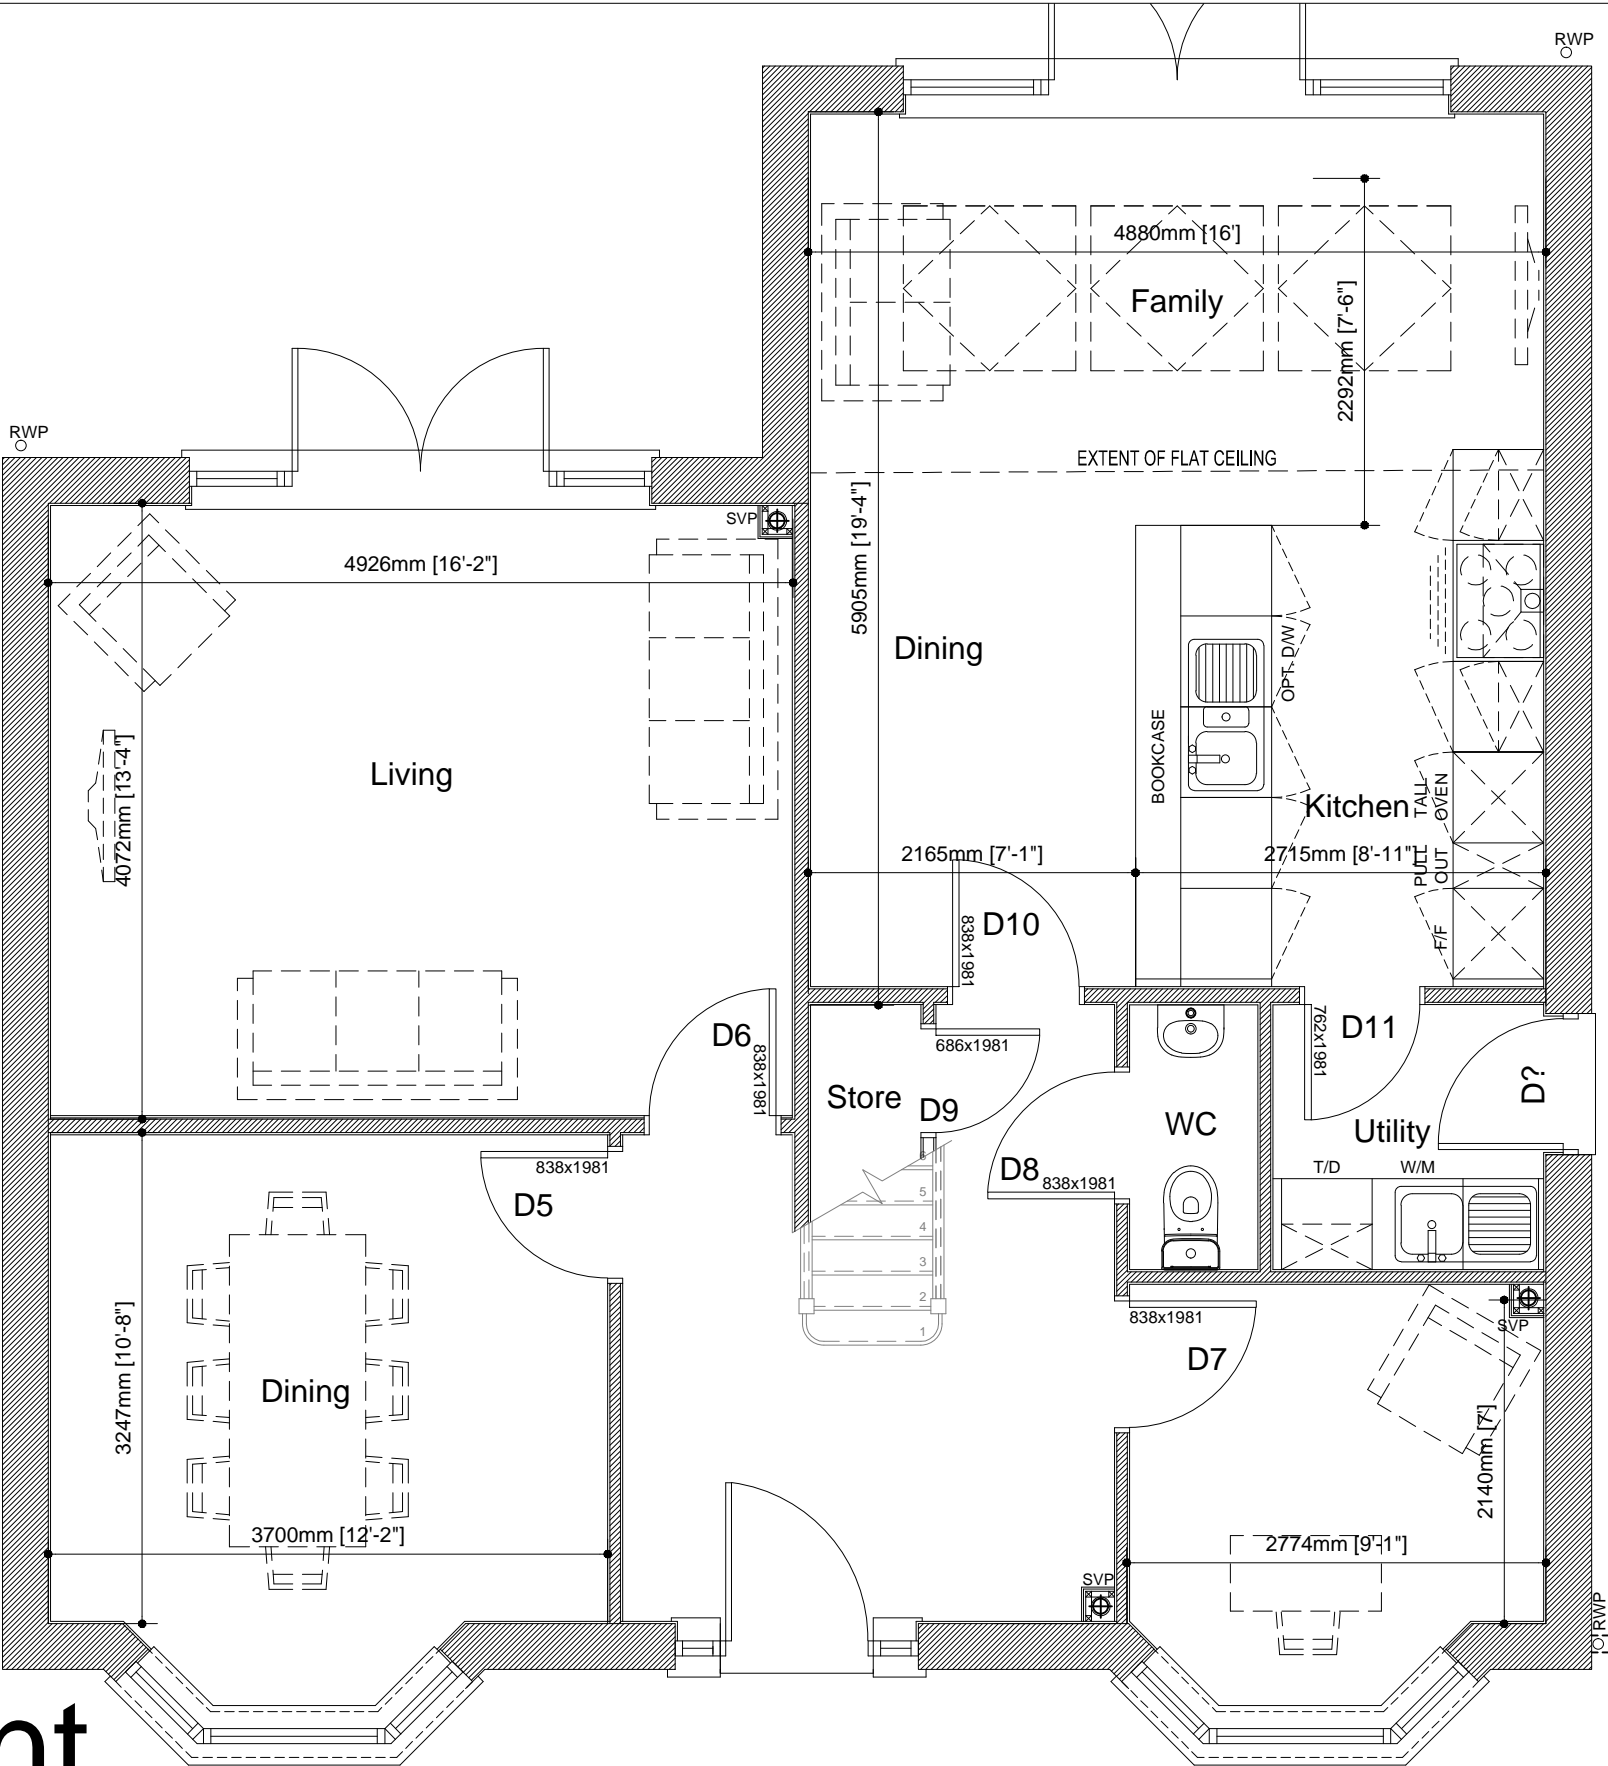 RWP
4880mm [16']
Family
2292mm [7'-6"]
RWP
EXTENT OF FLAT CEILING
SVP
4926mm [16'-2"]
5905mm [19'-4"]
Dining
OPT. D/W
BOOKCASE
Living
4072mm [13'-4"]
Kitchen
TALL
OVEN
2165mm [7'-1"]
2715mm [8'-11"]
PULL
OUT
D10
838x1981
F/F
D6
838x1981
686x1981
762x1981
D11
D?
Store
D9
WC
Utility
838x1981
D5
D8
838x1981
T/D
W/M
6
5
4
3
2
1
838x1981
D7
SVP
3247mm [10'-8"]
Dining
2140mm [7']
3700mm [12'-2"]
2774mm [9'-1"]
SVP
RWP
nt